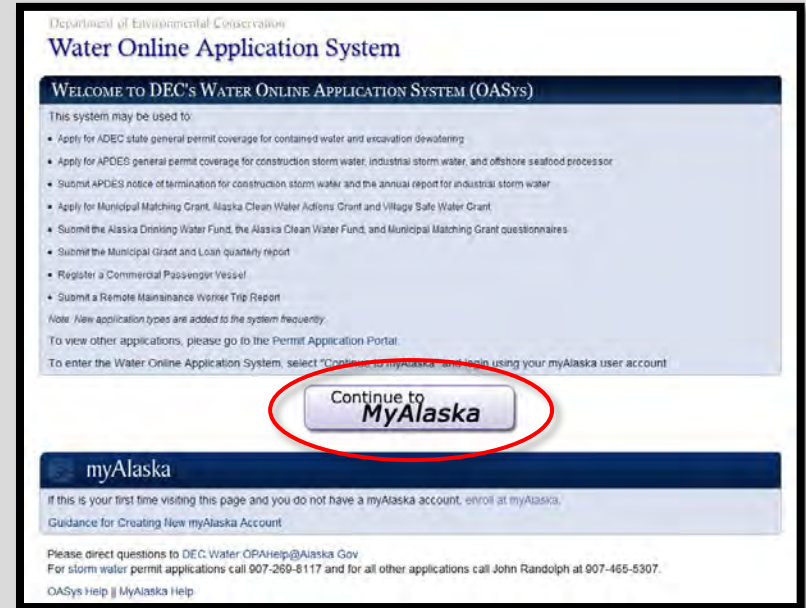 Department of Environmental Conservation
Water Online Application System
WELCOME TO DEC'S WATER ONLINE APPLICATION SYSTEM (OASYS)
This system may be used to:
• Apply for ADEC state general permit coverage for contained water and excavation dewatering
• Apply for APDES general permit coverage for construction storm water, industrial storm water, and offshore seafood processor
• Submit APDES notice of termination for construction storm water and the annual report for industrial storm water
• Apply for Municipal Matching Grant, Alaska Clean Water Actions Grant and Village Safe Water Grant
• Submit the Alaska Drinking Water Fund, the Alaska Clean Water Fund, and Municipal Matching Grant questionnaires
• Submit the Municipal Grant and Loan quarterly report
• Register a Commercial Passenger Vessel
• Submit a Remote Maintainance Worker Trip Report
Note: New application types are added to the system frequently.
To view other applications, please go to the Permit Application Portal.
To enter the Water Online Application System, select "Continue to myAlaska" and login using your myAlaska user account
Continue to
MyAlaska
myAlaska
If this is your first time visiting this page and you do not have a myAlaska account, enroll at myAlaska.
Guidance for Creating New myAlaska Account
Please direct questions to DEC.Water.OPAHelp@Alaska.Gov
For storm water permit applications call 907-269-8117 and for all other applications call John Randolph at 907-465-5307.
OASys Help || MyAlaska Help